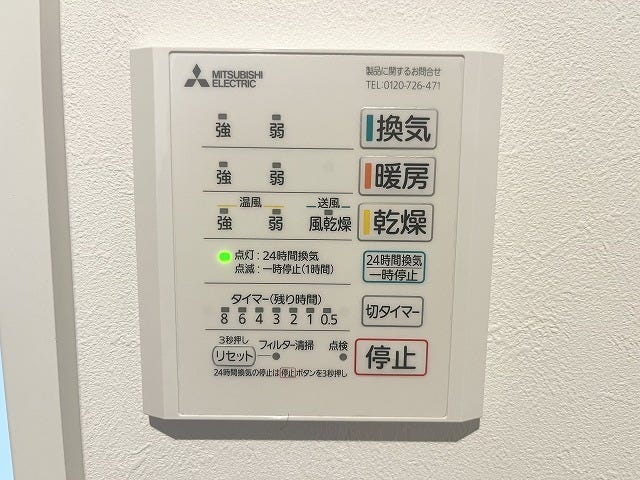 MITSUBISHI
ELECTRIC
製品に関するお問合せ
TEL:0120-726-471
強 弱 換気
強 弱 暖房
温風 送風
強 弱 風乾燥 乾燥
点灯:24時間換気
点滅:一時停止(1時間)
24時間換気
一時停止
タイマー(残り時間)
8 6 4 3 2 1 0.5
切タイマー
3秒押し
リセット フィルター清掃 点検
停止
24時間換気の停止は停止ボタンを3秒押し